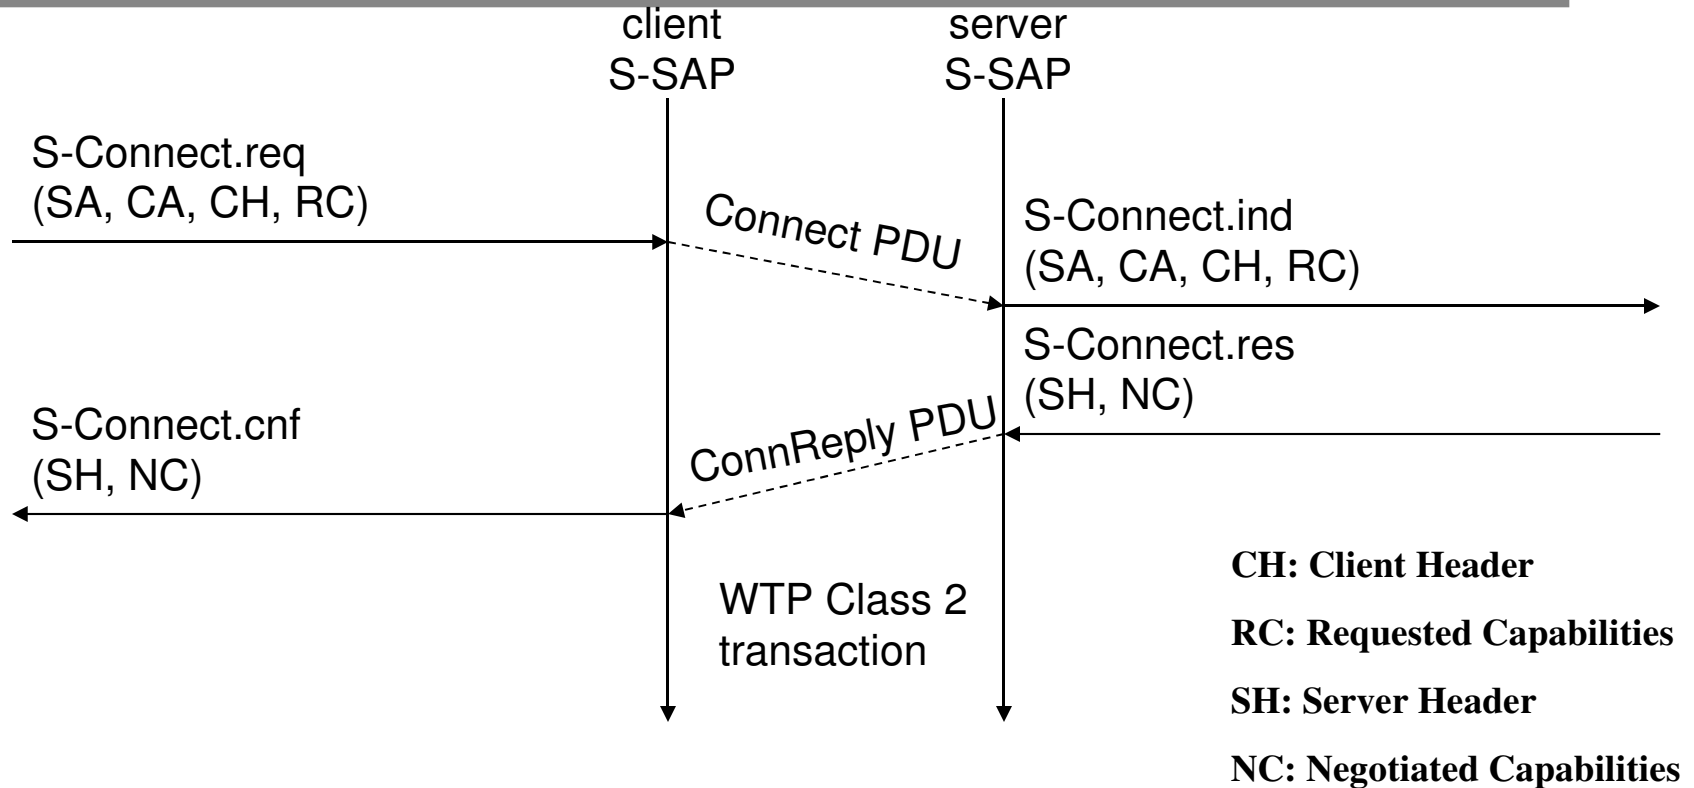 client
S-SAP
server
S-SAP
S-Connect.req
(SA, CA, CH, RC)
Connect PDU
S-Connect.ind
(SA, CA, CH, RC)
S-Connect.res
(SH, NC)
ConnReply PDU
S-Connect.cnf
(SH, NC)
WTP Class 2
transaction
CH: Client Header
RC: Requested Capabilities
SH: Server Header
NC: Negotiated Capabilities